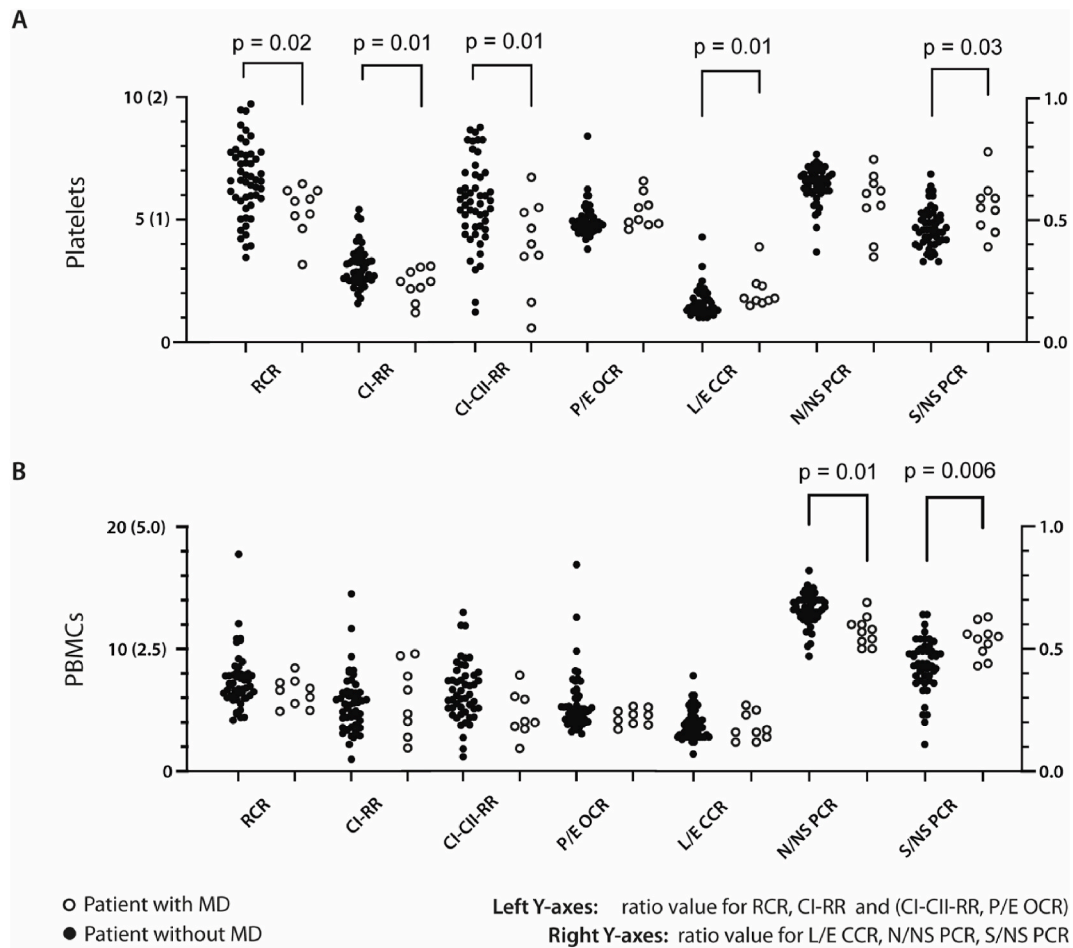 A
p = 0.02 p = 0.01 p = 0.01 p = 0.01 p = 0.03
10 (2) 1.0
Platelets
5 (1) 0.5
0 0.0
RCR CI-RR CI-CII-RR P/E OCR L/E CCR N/NS PCR S/NS PCR
B
p = 0.01 p = 0.006
20 (5.0) 1.0
PBMCs
10 (2.5) 0.5
0 0.0
RCR CI-RR CI-CII-RR P/E OCR L/E CCR N/NS PCR S/NS PCR
Patient with MD Left Y-axes: ratio value for RCR, CI-RR and (CI-CII-RR, P/E OCR)
Patient without MD Right Y-axes: ratio value for L/E CCR, N/NS PCR, S/NS PCR